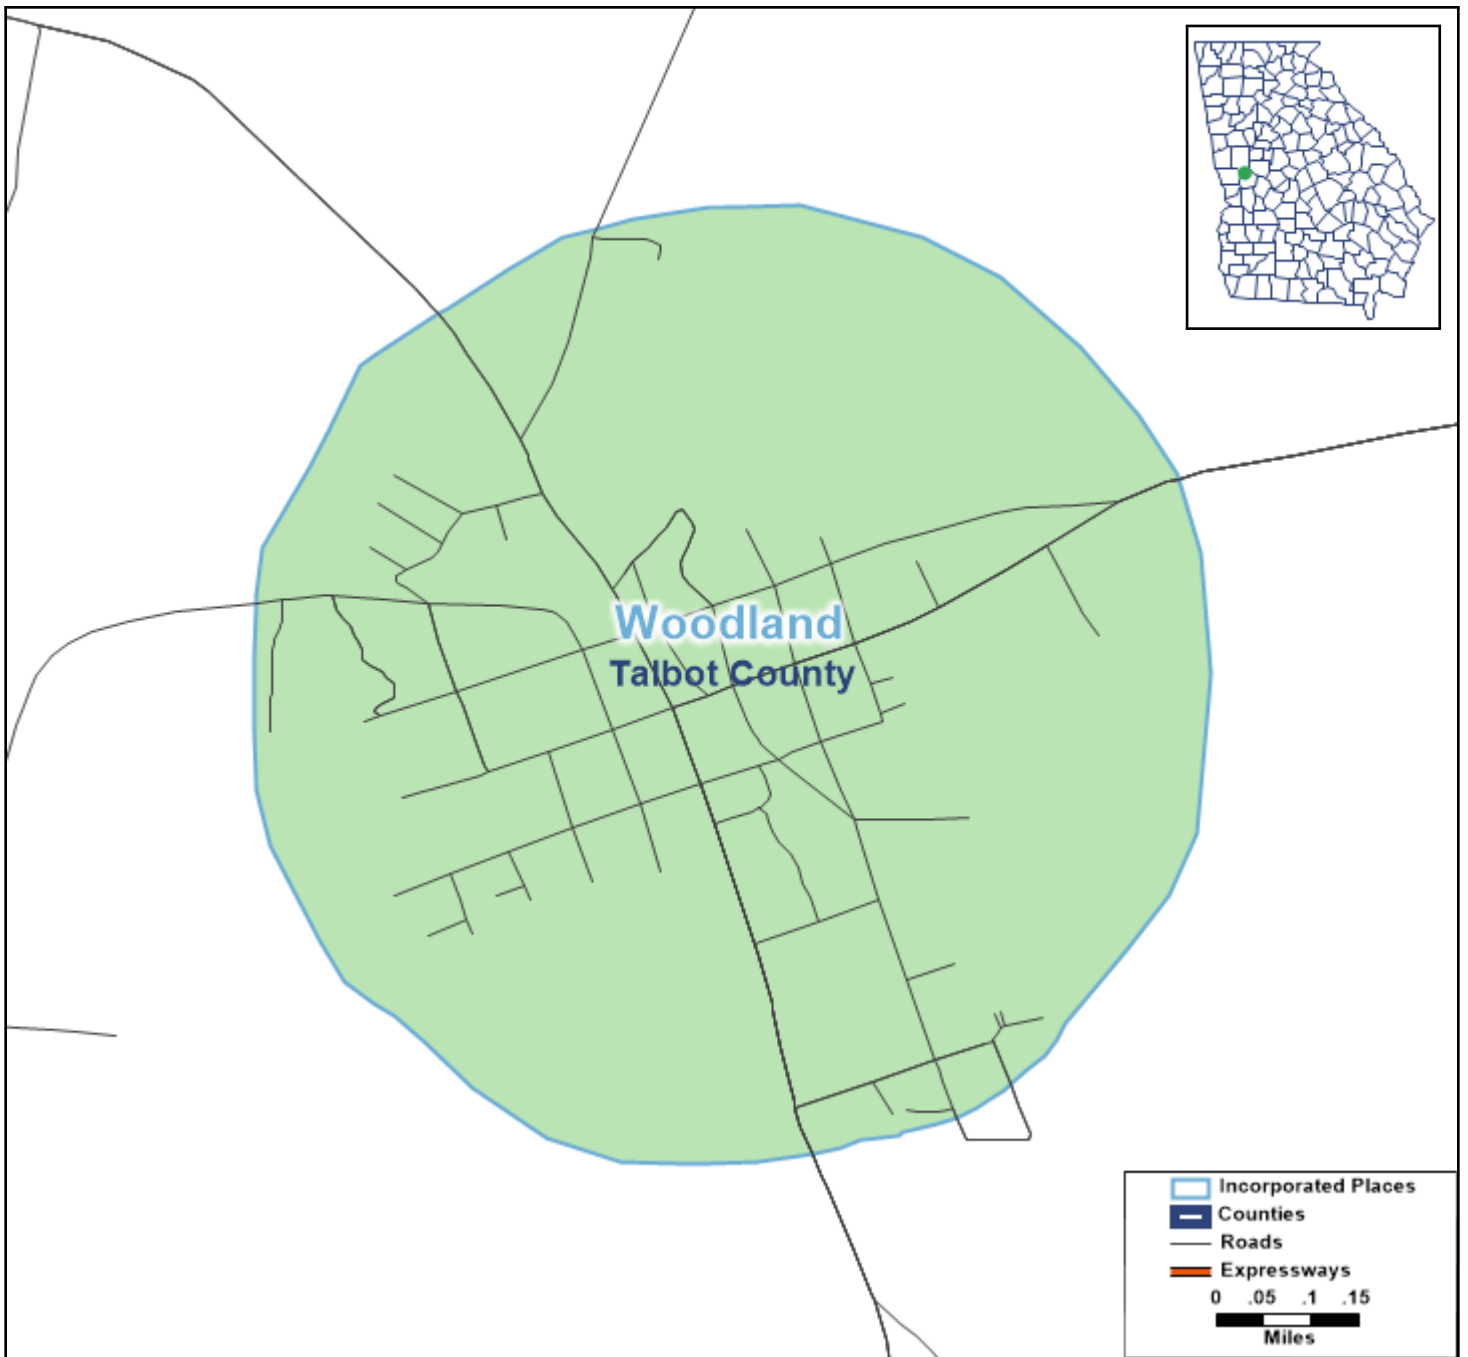 Woodland
Talbot County
Incorporated Places
Counties
Roads
Expressways
0 .05 .1 .15
Miles